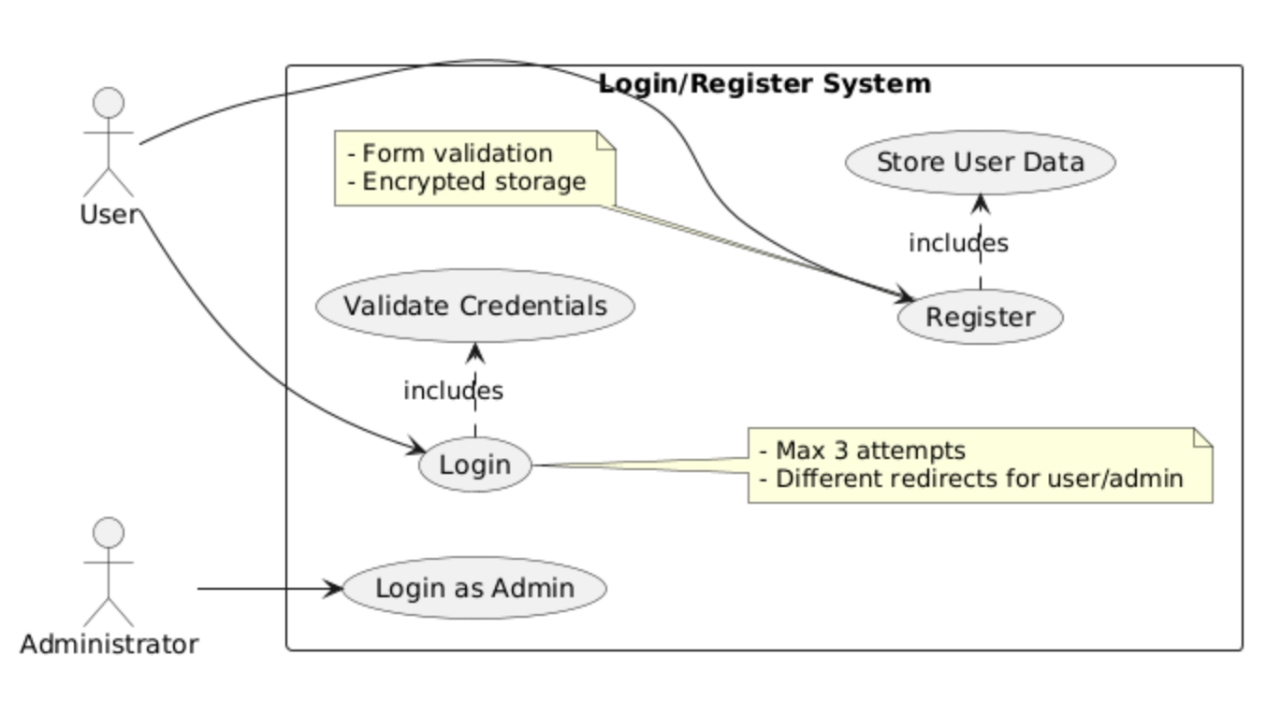 Login/Register System
- Form validation
- Encrypted storage
Store User Data
User
includes
Validate Credentials
Register
includes
- Max 3 attempts
- Different redirects for user/admin
Login
Login as Admin
Administrator